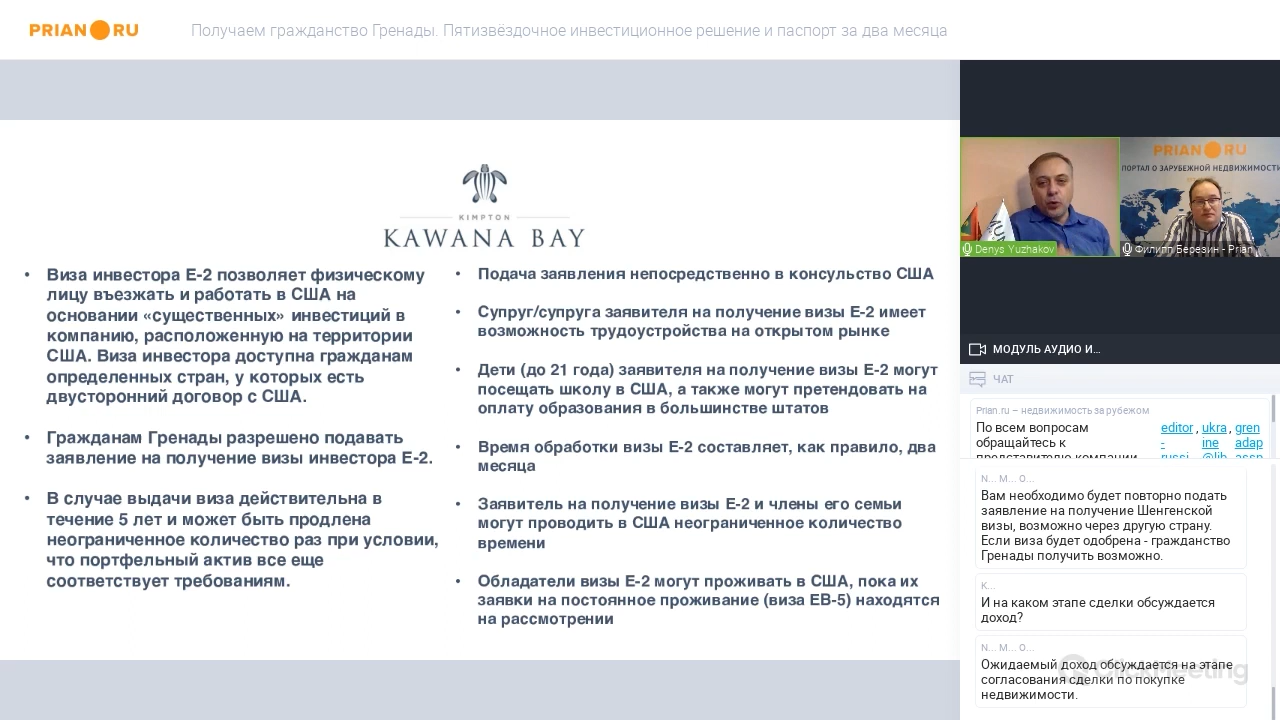 PRIAN RU
Получаем гражданство Гренады. Пятизвёздочное инвестиционное решение и паспорт за два месяца
KIMPTON
KAWANA BAY
• Виза инвестора Е-2 позволяет физическому
лицу въезжать и работать в США на
основании «существенных» инвестиций в
компанию, расположенную на территории
США. Виза инвестора доступна гражданам
определенных стран, у которых есть
двусторонний договор с США.
• Гражданам Гренады разрешено подавать
заявление на получение визы инвестора Е-2.
• В случае выдачи виза действительна в
течение 5 лет и может быть продлена
неограниченное количество раз при условии,
что портфельный актив все еще
соответствует требованиям.
• Подача заявления непосредственно в консульство США
• Супруг/супруга заявителя на получение визы Е-2 имеет
возможность трудоустройства на открытом рынке
• Дети (до 21 года) заявителя на получение визы Е-2 могут
посещать школу в США, а также могут претендовать на
оплату образования в большинстве штатов
• Время обработки визы Е-2 составляет, как правило, два
месяца
• Заявитель на получение визы Е-2 и члены его семьи
могут проводить в США неограниченное количество
времени
• Обладатели визы Е-2 могут проживать в США, пока их
заявки на постоянное проживание (виза ЕВ-5) находятся
на рассмотрении
PRIAN RU
ПОРТАЛ О ЗАРУБЕЖНОЙ НЕДВИЖИМОСТИ
Denys Yuzhakov
Филипп Березин - Prian
МОДУЛЬ АУДИО И...
ЧАТ
Prian.ru – недвижимость за рубежом
По всем вопросам editor , ukra , gren
обращайтесь к - ine adap
представителю компании russi @lib assp
N... M... O...
Вам необходимо будет повторно подать
заявление на получение Шенгенской
визы, возможно через другую страну.
Если виза будет одобрена - гражданство
Гренады получить возможно.
K...
И на каком этапе сделки обсуждается
доход?
N... M... O...
Ожидаемый доход обсуждается на этапе
согласования сделки по покупке
недвижимости.
ClickMeeting